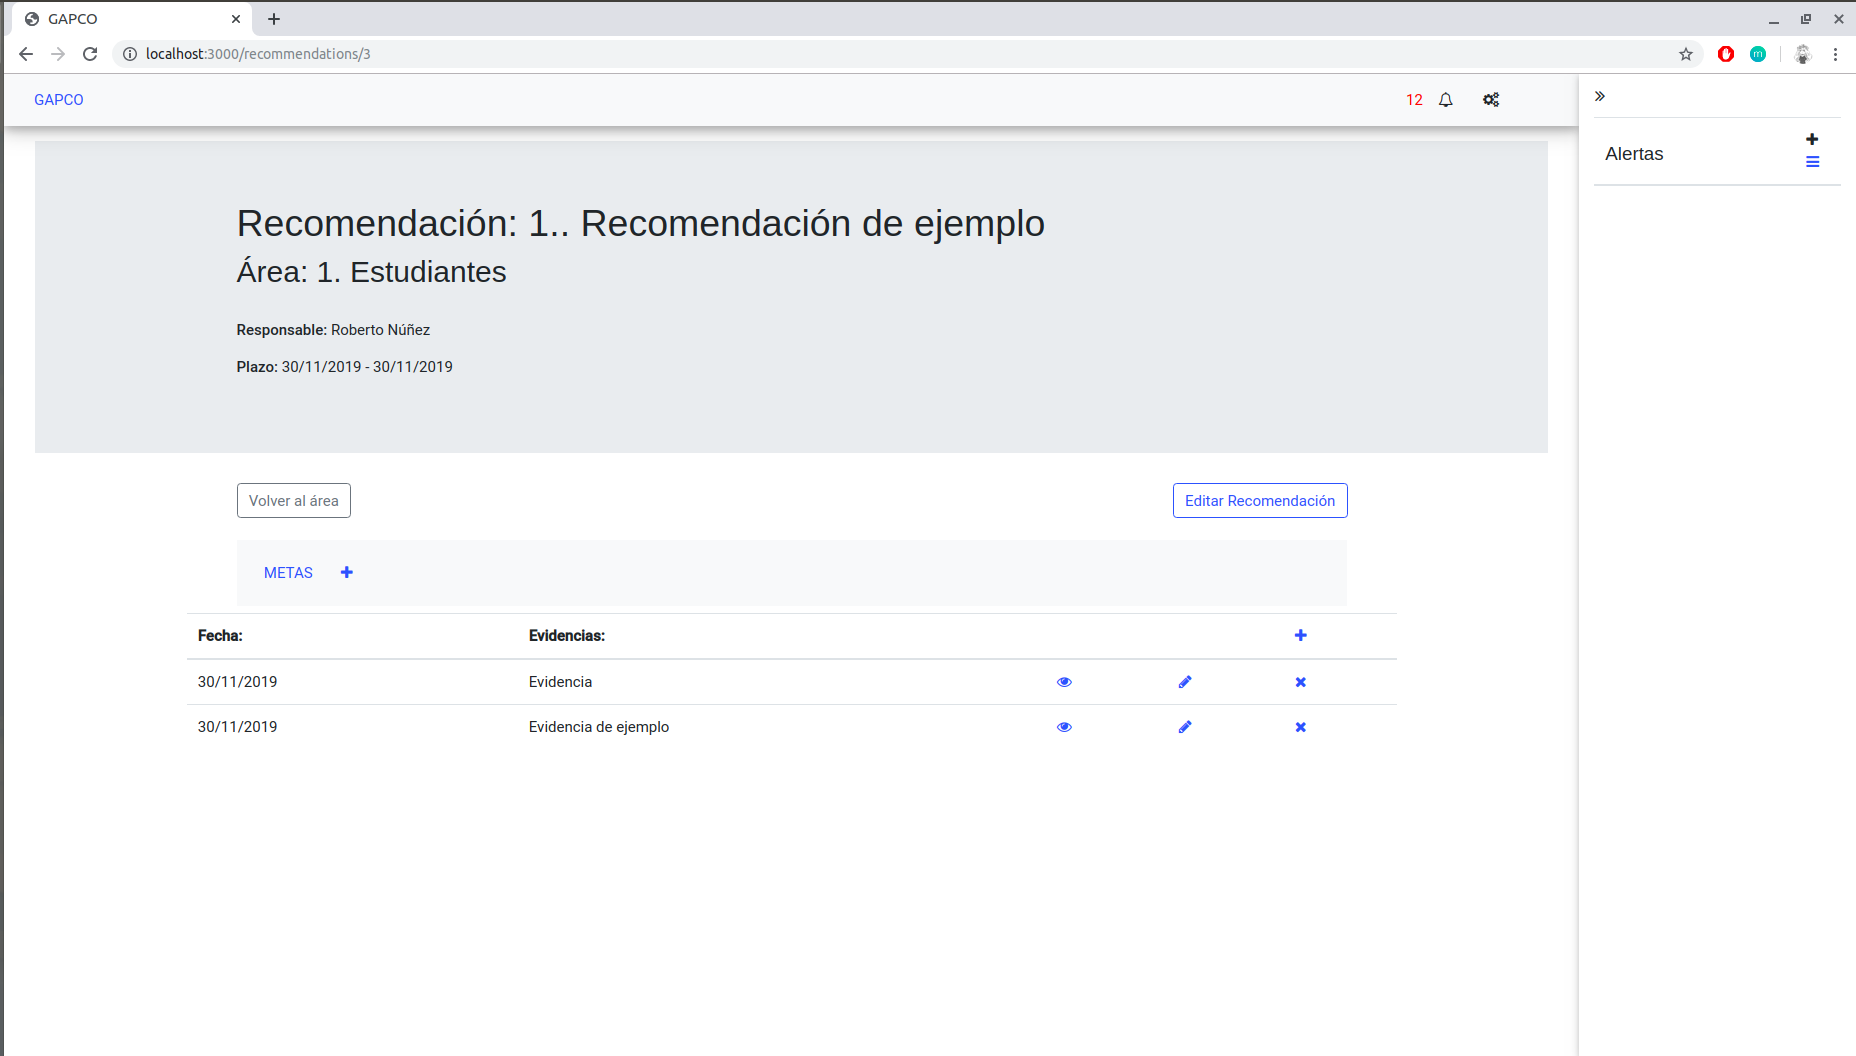 GAPCO
localhost:3000/recommendations/3
GAPCO
12
Alertas
Recomendación: 1.. Recomendación de ejemplo
Área: 1. Estudiantes
Responsable: Roberto Núñez
Plazo: 30/11/2019 - 30/11/2019
Volver al área
Editar Recomendación
METAS
Fecha: Evidencias:
30/11/2019 Evidencia
30/11/2019 Evidencia de ejemplo